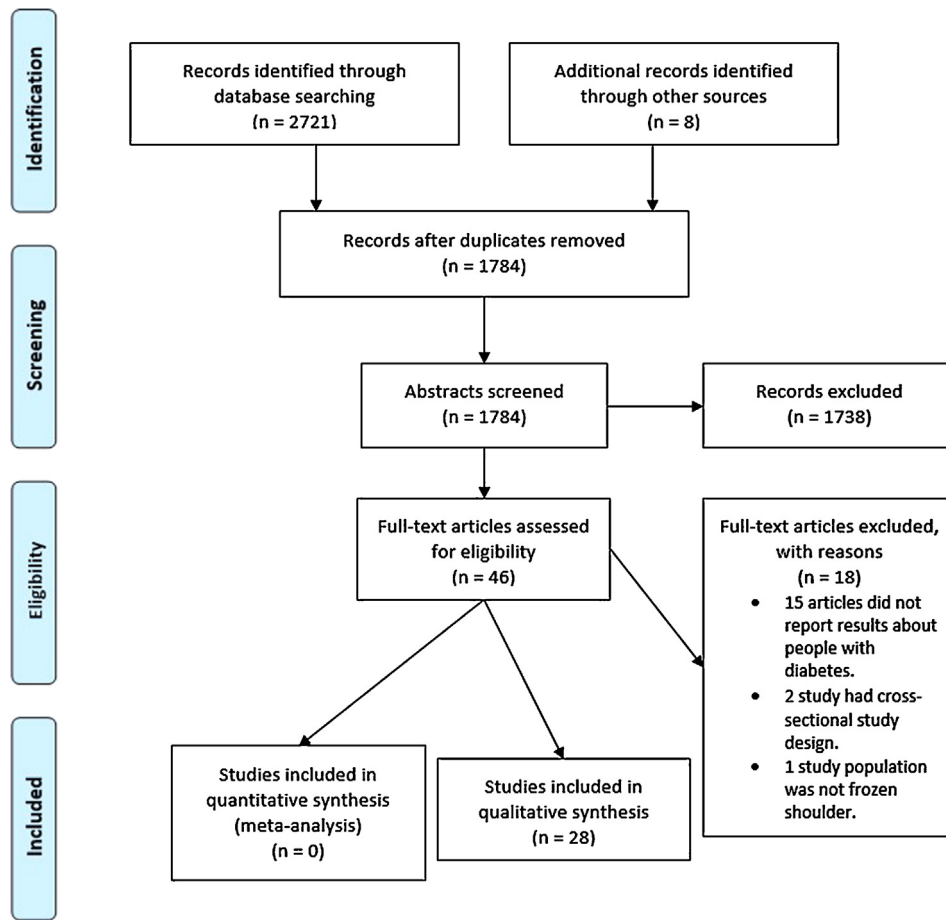 Identification
Records identified through
database searching
(n = 2721)
Additional records identified
through other sources
(n = 8)
Records after duplicates removed
(n = 1784)
Screening
Abstracts screened
(n = 1784)
Records excluded
(n = 1738)
Eligibility
Full-text articles assessed
for eligibility
(n = 46)
Full-text articles excluded,
with reasons
(n = 18)
• 15 articles did not
report results about
people with
diabetes.
• 2 study had cross-
sectional study
design.
• 1 study population
was not frozen
shoulder.
Included
Studies included in
quantitative synthesis
(meta-analysis)
(n = 0)
Studies included in
qualitative synthesis
(n = 28)